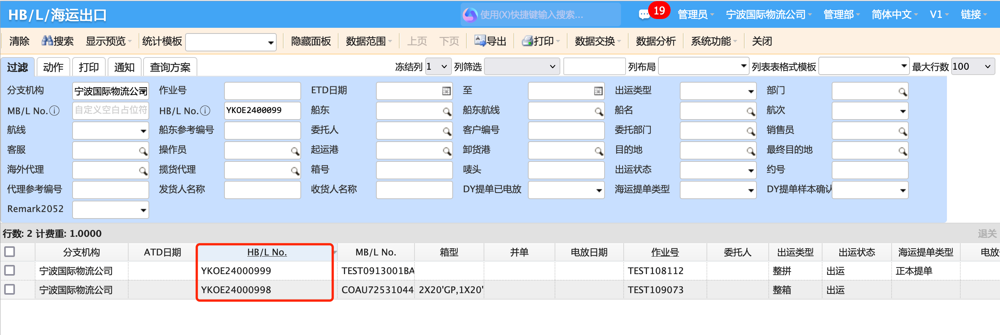 HB/L/海运出口 使用(X)快捷键输入搜索... 19 管理员 宁波国际物流公司 管理部 简体中文 V1 链接
清除 搜索 显示预览 统计模板 隐藏面板 数据范围 上页 下页 导出 打印 数据交换 数据分析 系统功能 关闭
过滤 动作 打印 通知 查询方案 冻结列 1 列筛选 列布局 列表表格式模板 最大行数 100
分支机构 宁波国际物流公司 作业号 ETD日期 至 出运类型 部门
MB/L No. 自定义空白占位符 HB/L No. YKOE2400099 船东 船东航线 船名 航次
航线 船东参考编号 委托人 客户编号 委托部门 销售员
客服 操作员 起运港 卸货港 目的地 最终目的地
海外代理 揽货代理 箱号 唛头 出运状态 约号
代理参考编号 发货人名称 收货人名称 DY提单已电放 海运提单类型 DY提单样本确认
Remark2052
行数: 2 计费重: 1.0000 退关
分支机构 ATD日期 HB/L No. MB/L No. 箱型 并单 电放日期 作业号 委托人 出运类型 出运状态 海运提单类型 电放
宁波国际物流公司 YKOE24000999 TEST0913001BA TEST108112 整拼 出运 正本提单
宁波国际物流公司 YKOE24000998 COAU72531044 2X20'GP,1X20' TEST109073 整箱 出运